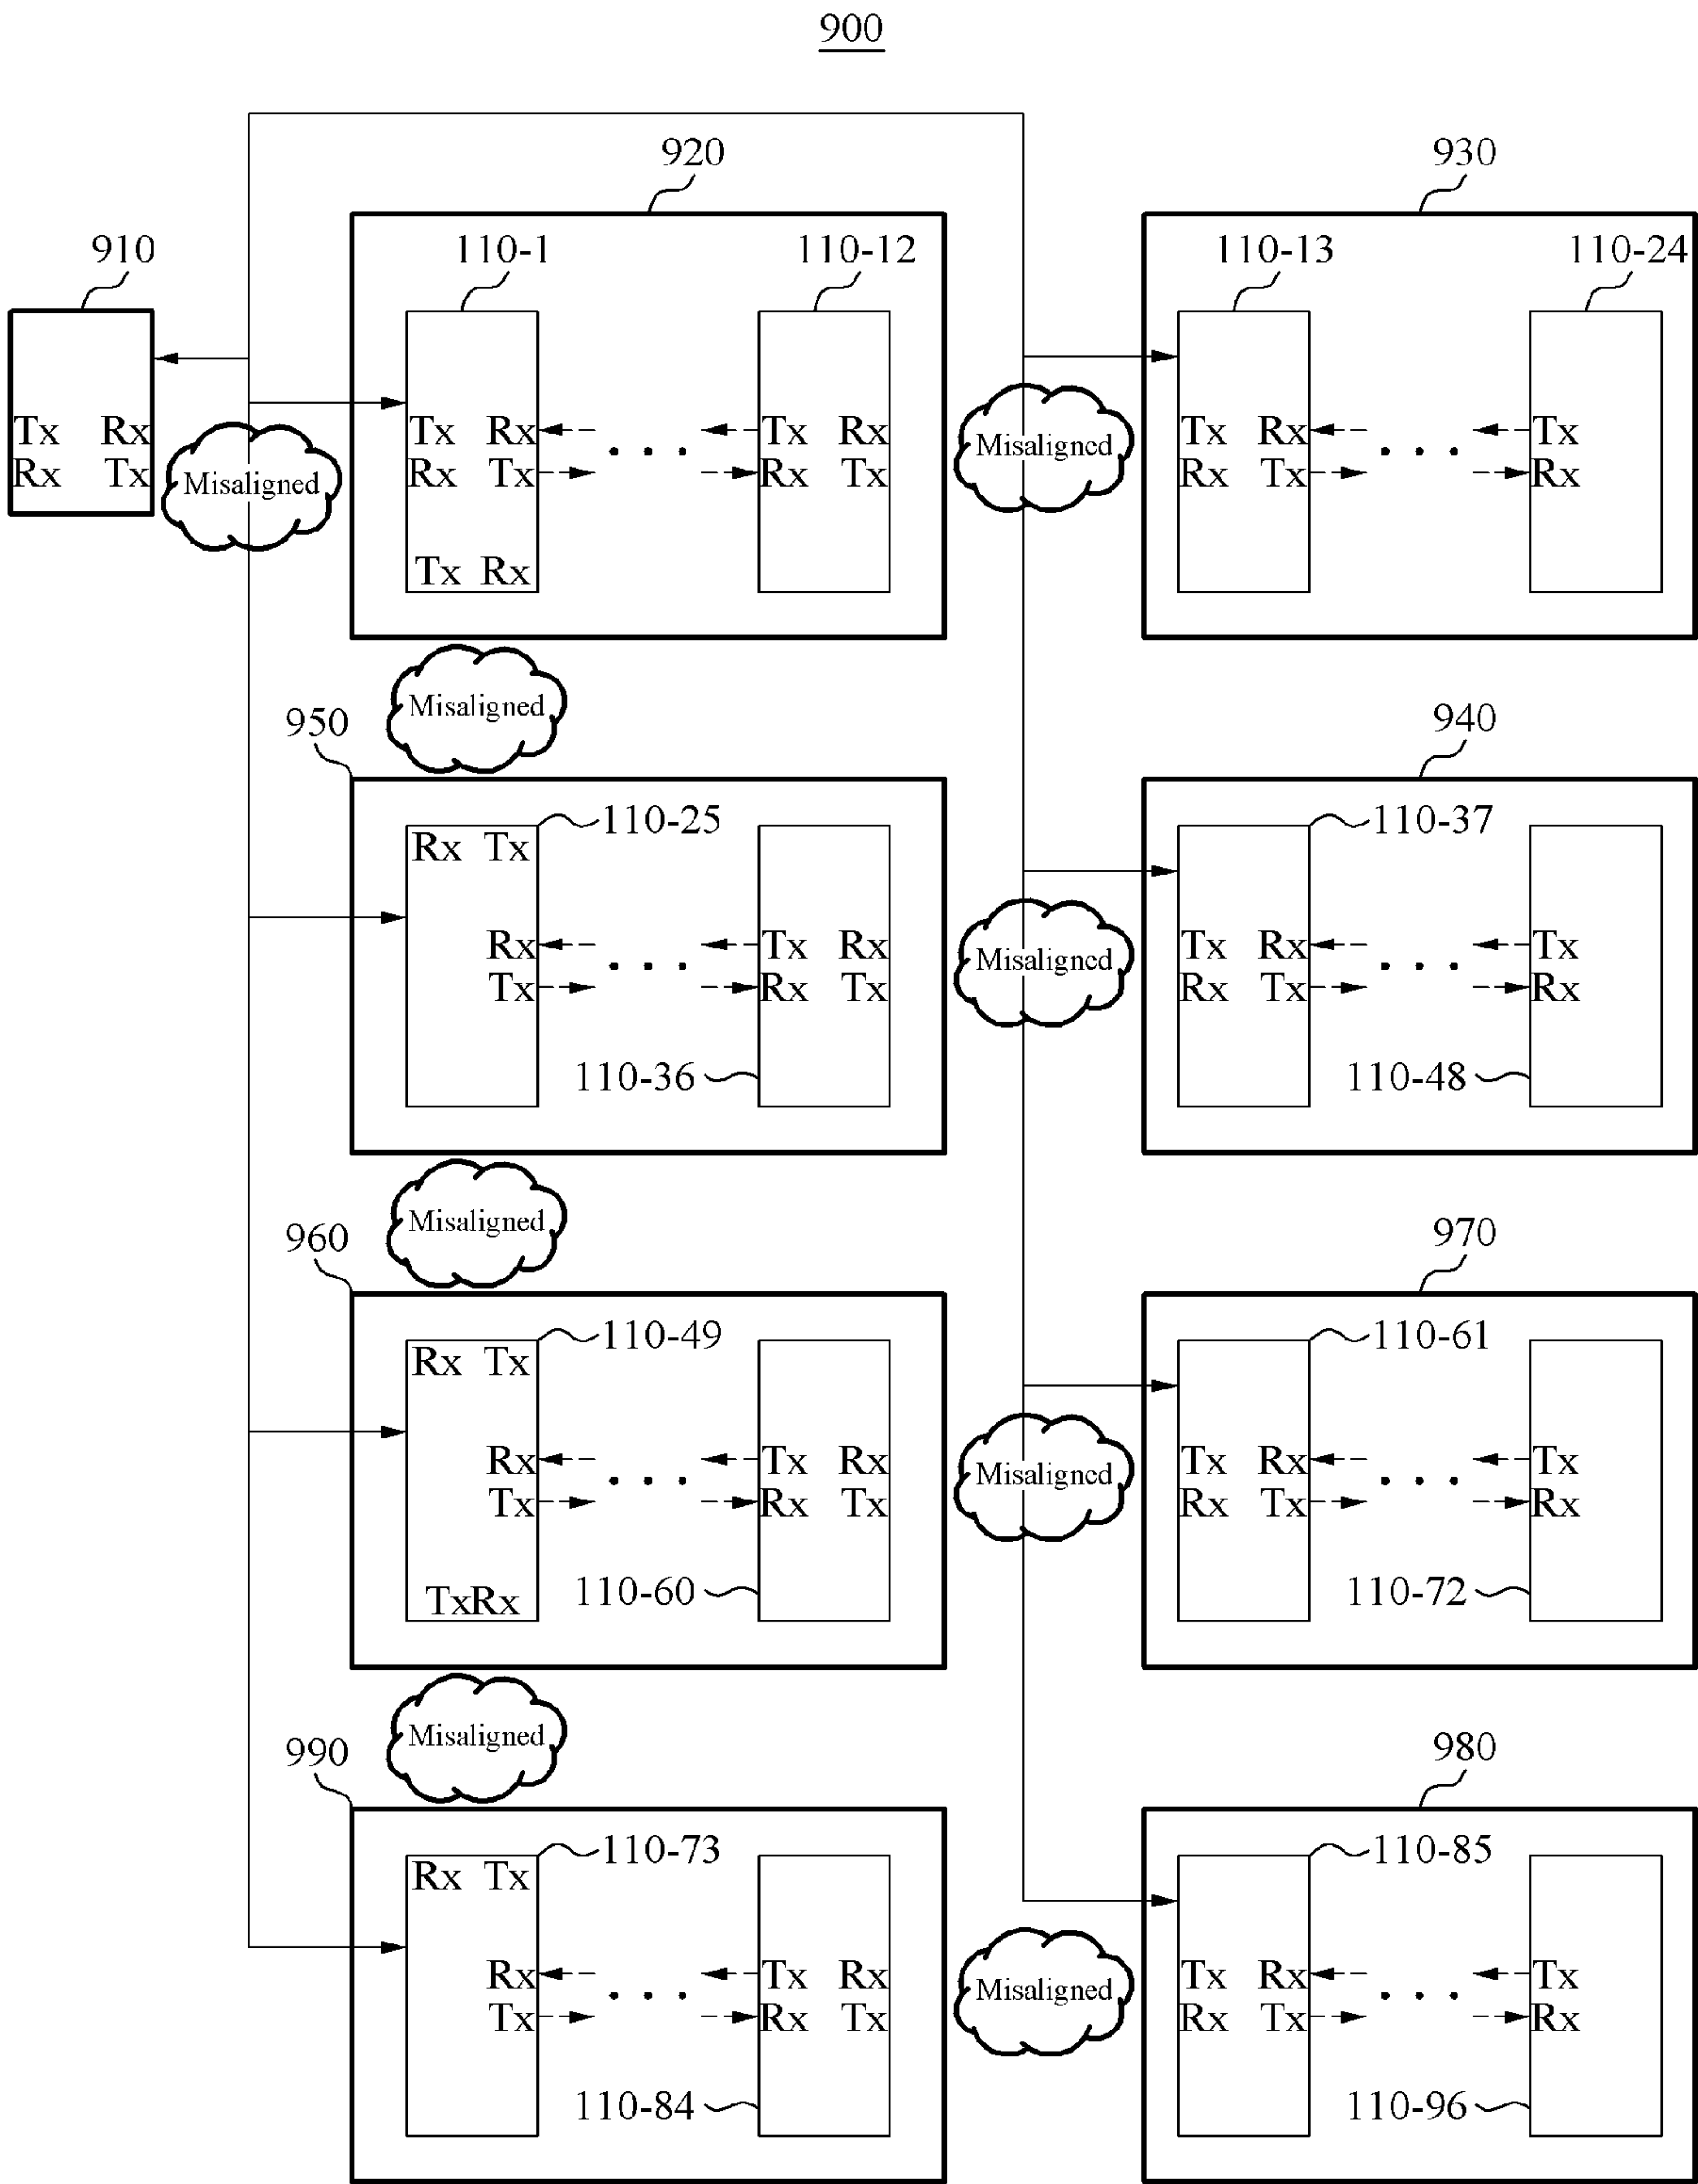 900
920 930
910 110-1 110-12 110-13 110-24
Tx Rx Tx Rx Tx Rx Tx Rx Tx
Misaligned Misaligned
Rx Tx Rx Tx Rx Tx Rx Tx Rx
Tx Rx
Misaligned
950 940
110-25 110-37
Rx Tx
Rx Tx Rx Tx Rx Tx
Misaligned
Tx Rx Tx Rx Tx Rx
110-36 110-48
Misaligned
960 970
110-49 110-61
Rx Tx
Rx Tx Rx Tx Rx Tx
Misaligned
Tx Rx Tx Rx Tx Rx
110-60 110-72
TxRx
Misaligned
990 980
110-73 110-85
Rx Tx
Rx Tx Rx Tx Rx Tx
Misaligned
Tx Rx Tx Rx Tx Rx
110-84 110-96